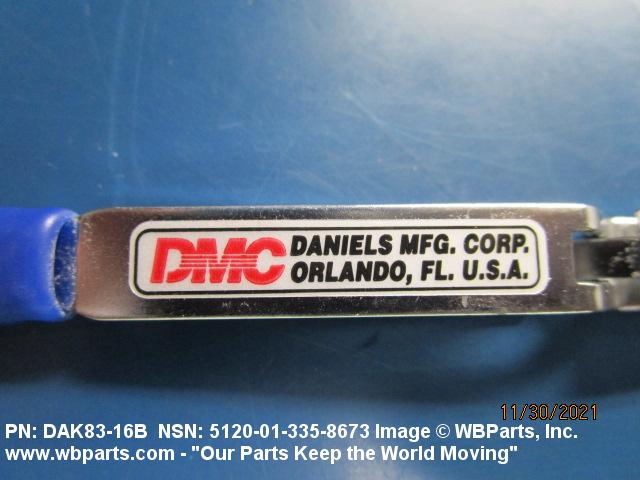 DMC DANIELS MFG. CORP.
ORLANDO, FL. U.S.A.
11/30/2021
PN: DAK83-16B NSN: 5120-01-335-8673 Image © WBParts, Inc.
www.wbparts.com - "Our Parts Keep the World Moving"